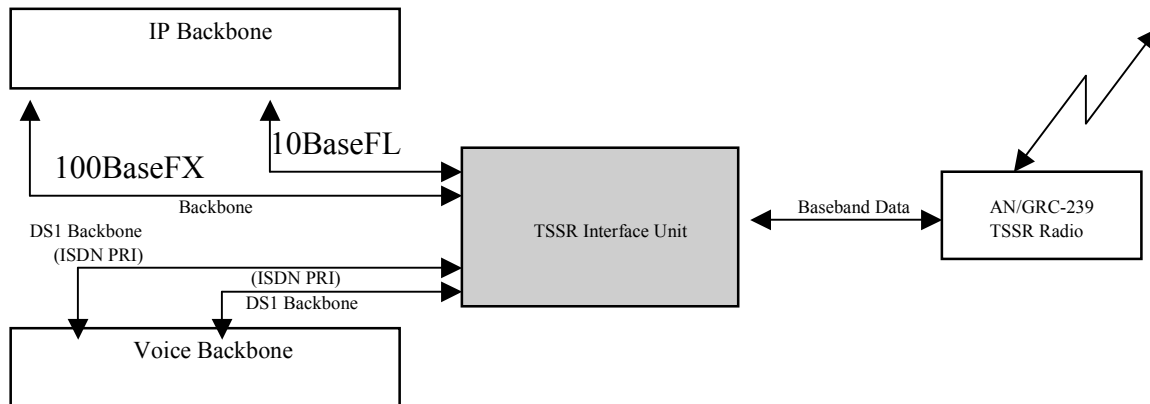 IP Backbone
10BaseFL
100BaseFX
Backbone
DS1 Backbone
(ISDN PRI)
(ISDN PRI)
DS1 Backbone
Voice Backbone
TSSR Interface Unit
Baseband Data
AN/GRC-239
TSSR Radio